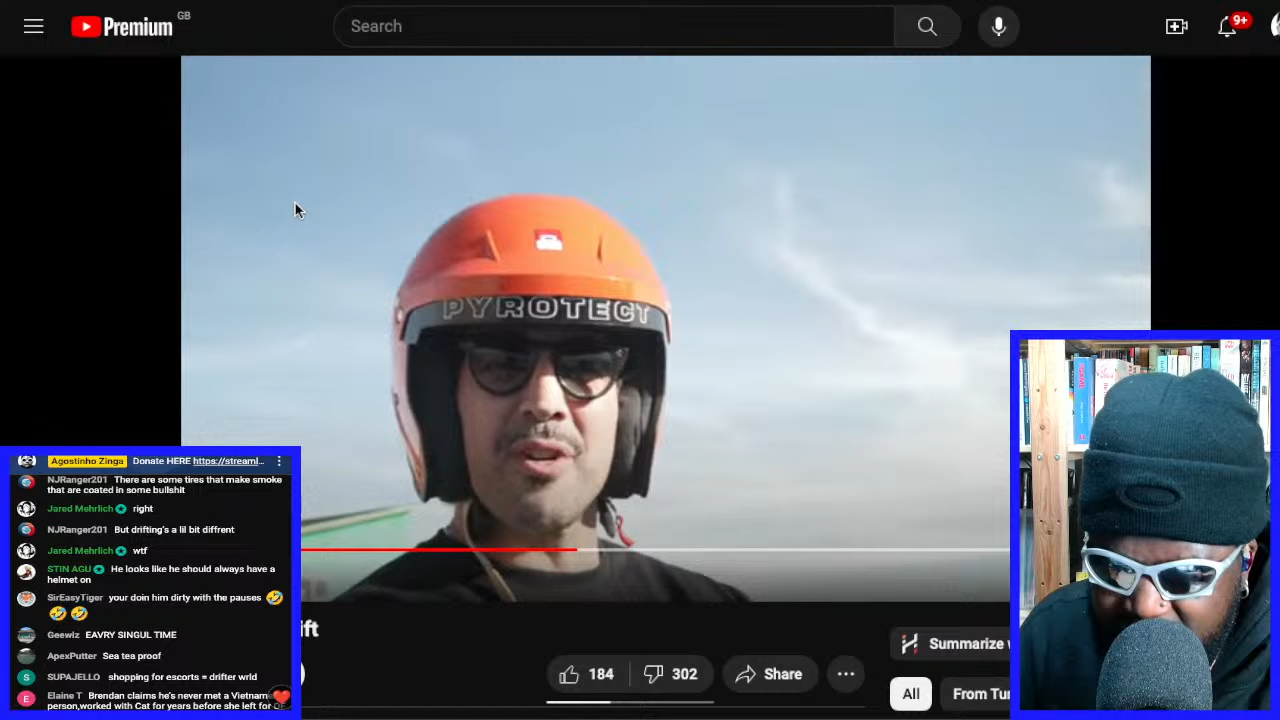 Premium GB
Search
9+
PYROTECT
Agostinho Zinga Donate HERE https://streaml...
NJRanger201 There are some tires that make smoke
that are coated in some bullshit
Jared Mehrlich right
NJRanger201 But drifting's a lil bit diffrent
Jared Mehrlich wtf
STIN AGU He looks like he should always have a
helmet on
SirEasyTiger your doin him dirty with the pauses
Geewiz EAVRY SINGUL TIME
ApexPutter Sea tea proof
S SUPAJELLO shopping for escorts = drifter wrld
E Elaine T Brendan claims he's never met a Vietnam
person,worked with Cat for years before she left for
ift
184
302
Share
Summarize
All
From